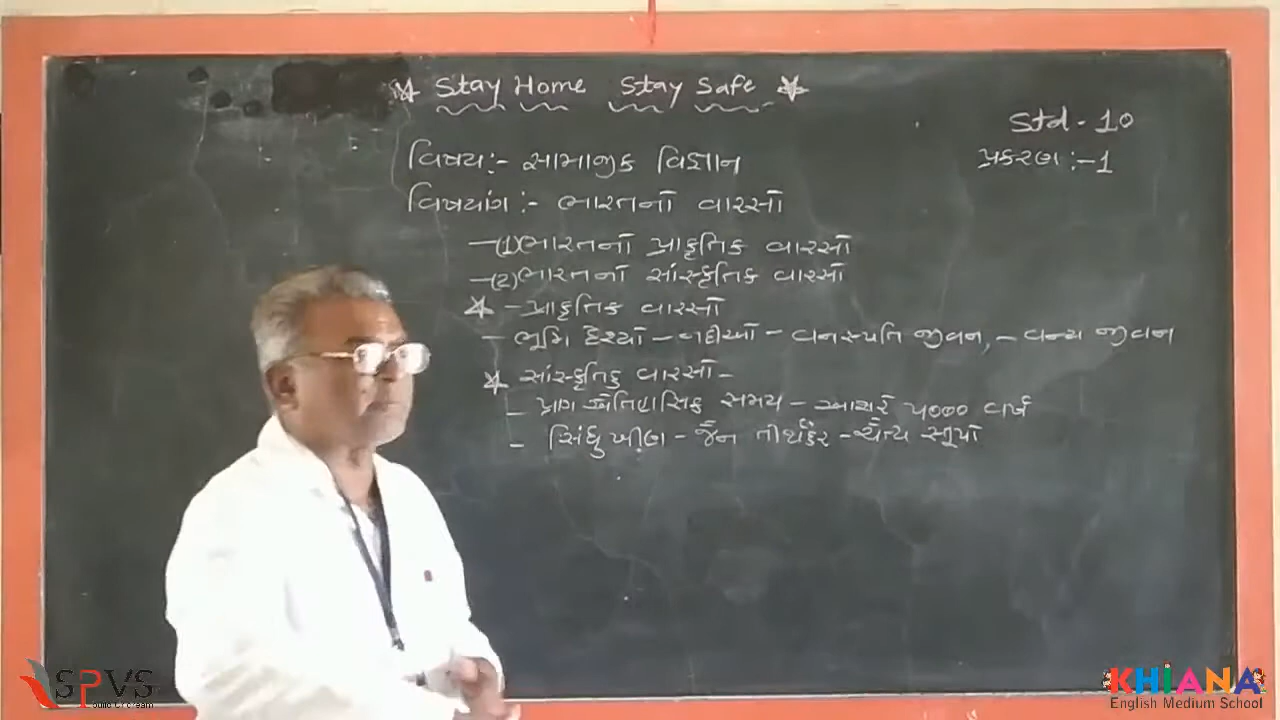 ★ Stay Home Stay Safe ★
Std - 10
પ્રકરણ :- 1
વિષય :- સામાજીક વિજ્ઞાન
વિષયાંગ :- ભારતનો વારસો
- (1) ભારતનો પ્રાકૃતિક વારસો
- (2) ભારતનો સાંસ્કૃતિક વારસો
★ - પ્રાકૃતિક વારસો
- ભૂમિ દૃશ્યો - નદીઓ - વનસ્પતિ જીવન, - વન્ય જીવન
★ સાંસ્કૃતિક વારસો -
- પ્રાગ ઐતિહાસિક સમય - આશરે ૫૦૦૦ વર્ષ
- સિંધુ ખીણ - જૈન તીર્થંકર - ચૈત્ય સ્તૂપો
SPVS
KHIANA
English Medium School